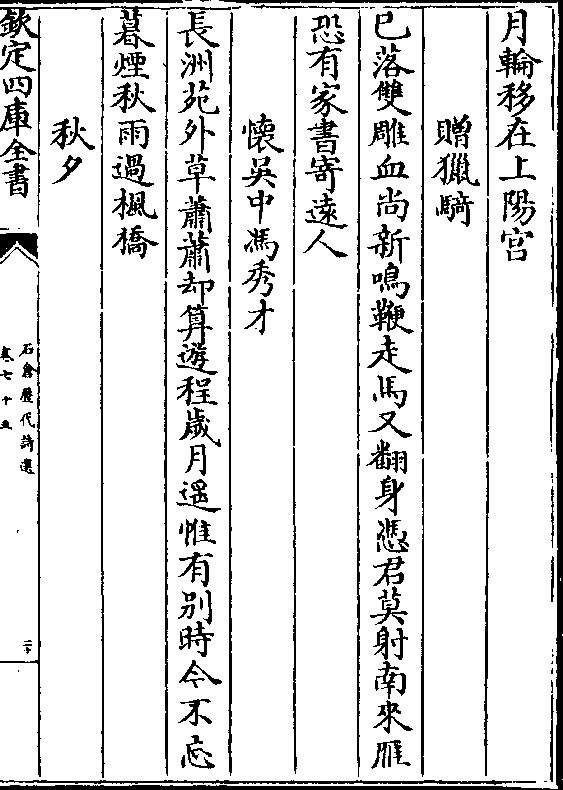 月輪移在上陽宮
贈獵騎
已落雙雕血尚新鳴鞭走馬又翻身憑君莫射南來雁
恐有家書寄遠人
懷吳中馮秀才
長洲苑外草蕭蕭却算遊程歲月遥惟有别時今不忘
暮煙秋雨過楓橋
秋夕
欽定四庫全書
石倉歷代詩選
卷七十五